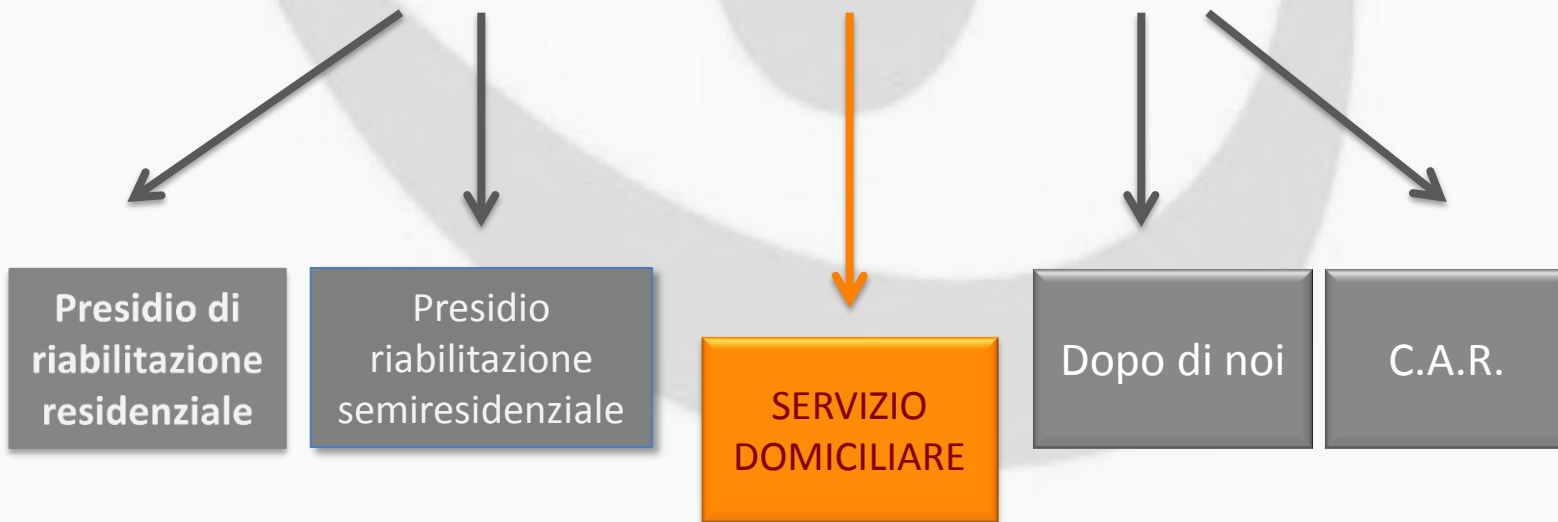 Presidio di
riabilitazione
residenziale
Presidio
riabilitazione
semiresidenziale
SERVIZIO
DOMICILIARE
Dopo di noi
C.A.R.